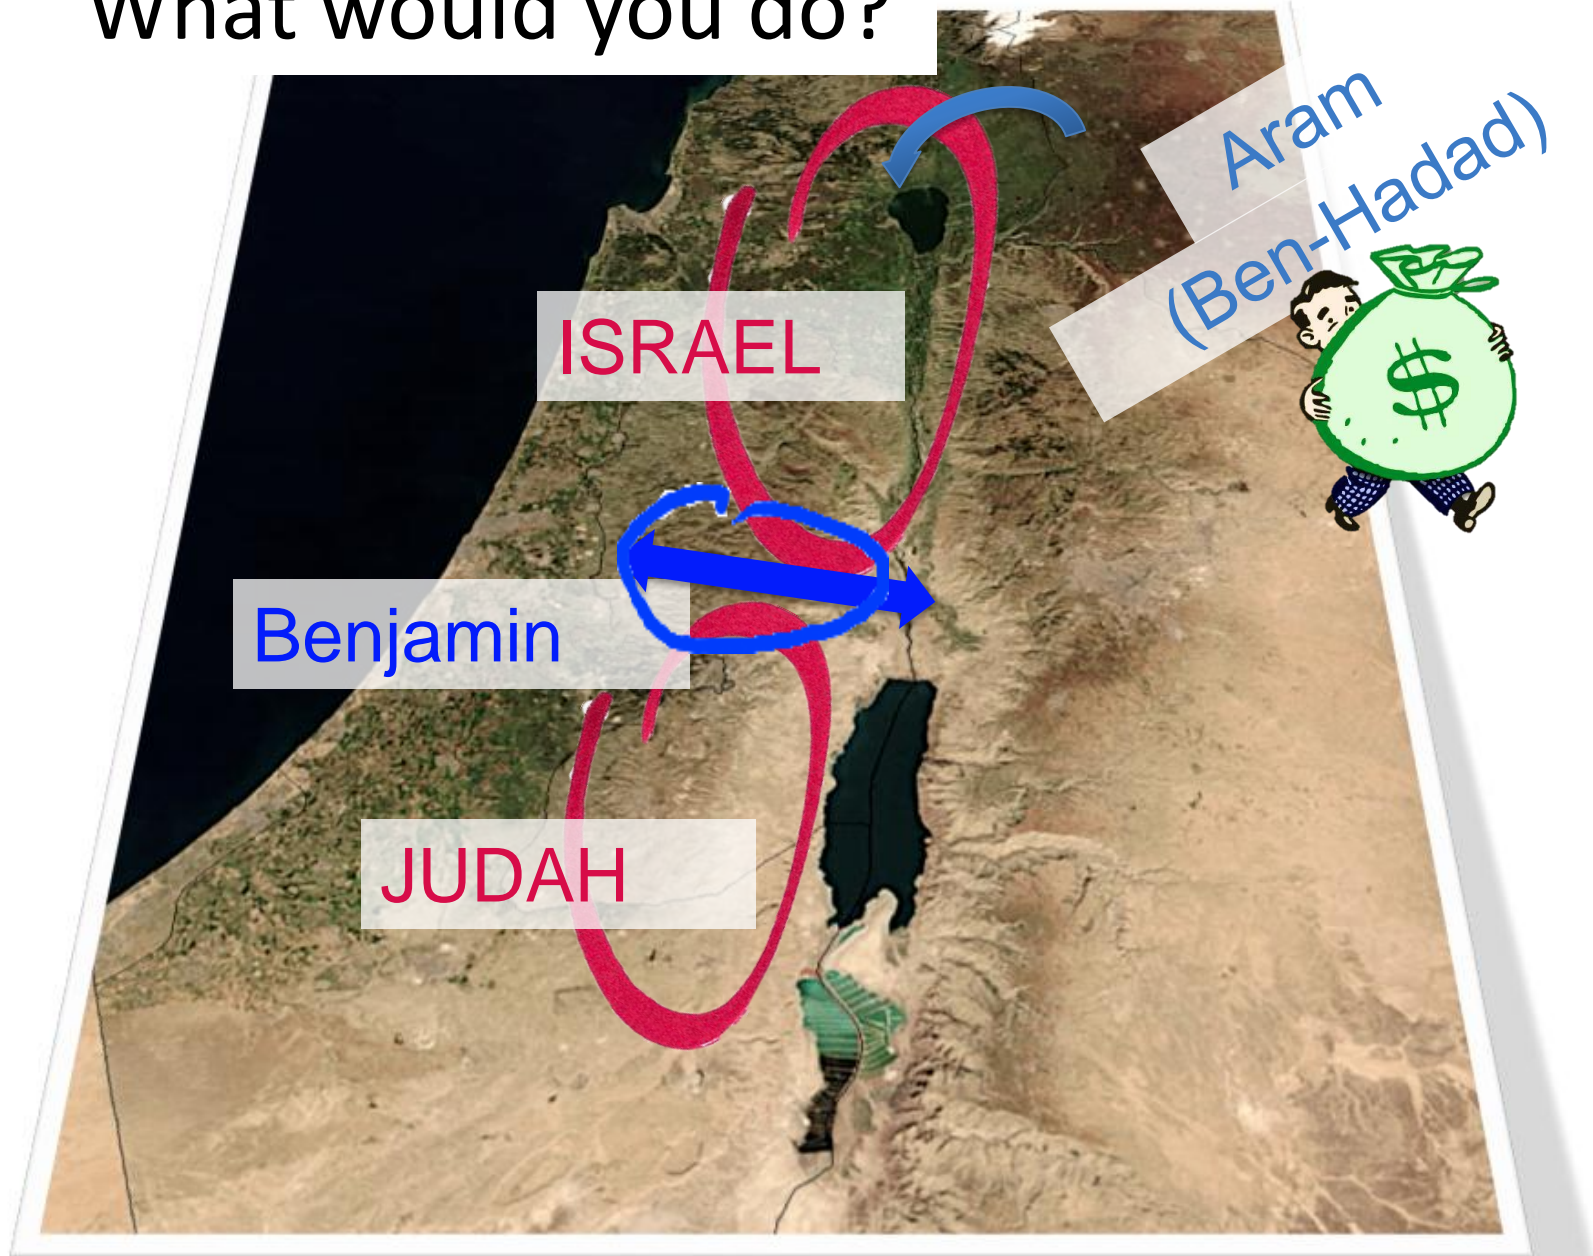 What would you do?
Aram
(Ben-Hadad)
$
ISRAEL
Benjamin
JUDAH